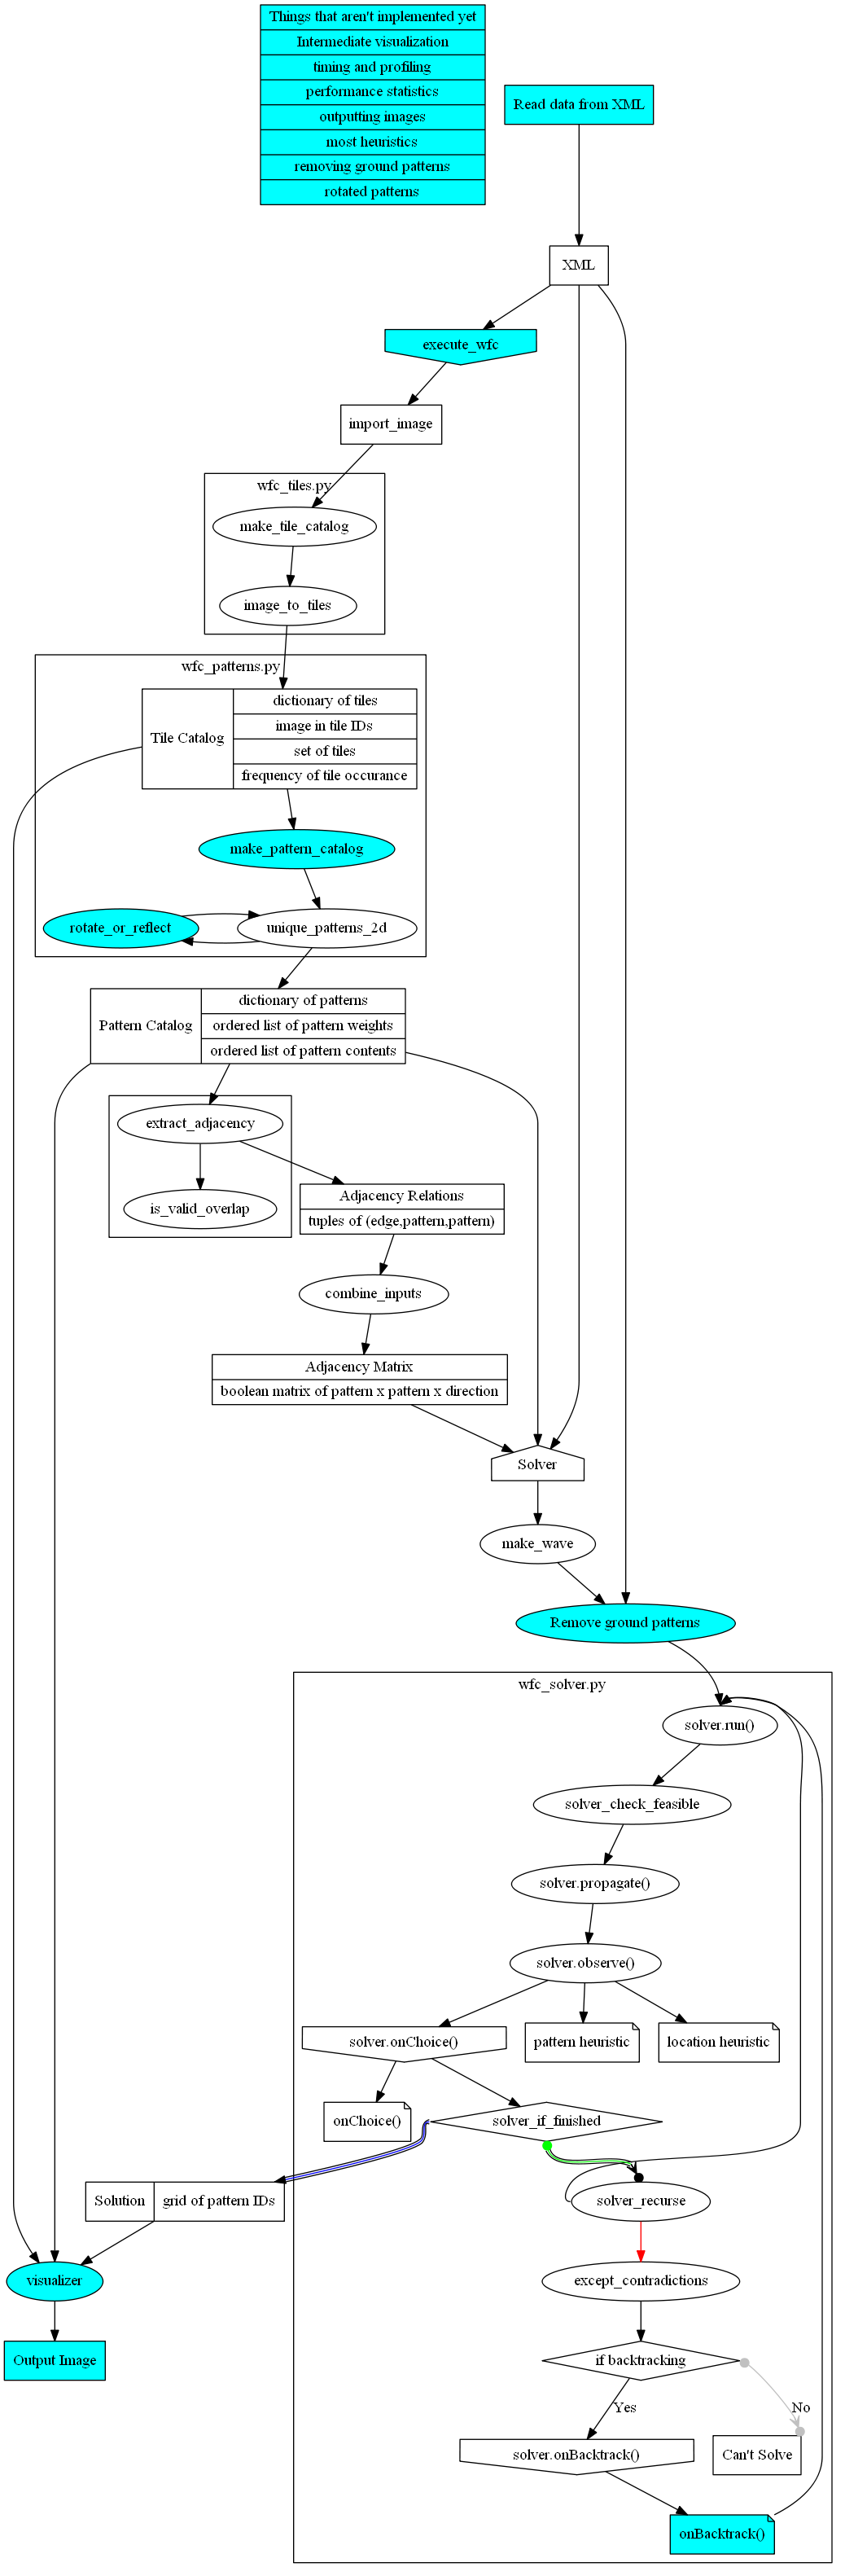 Things that aren't implemented yet
Intermediate visualization
timing and profiling
performance statistics
outputting images
most heuristics
removing ground patterns
rotated patterns
Read data from XML
XML
execute_wfc
import_image
wfc_tiles.py
make_tile_catalog
image_to_tiles
wfc_patterns.py
Tile Catalog
dictionary of tiles
image in tile IDs
set of tiles
frequency of tile occurance
make_pattern_catalog
rotate_or_reflect
unique_patterns_2d
Pattern Catalog
dictionary of patterns
ordered list of pattern weights
ordered list of pattern contents
extract_adjacency
is_valid_overlap
Adjacency Relations
tuples of (edge,pattern,pattern)
combine_inputs
Adjacency Matrix
boolean matrix of pattern x pattern x direction
Solver
make_wave
Remove ground patterns
wfc_solver.py
solver.run()
solver_check_feasible
solver.propagate()
solver.observe()
solver.onChoice()
pattern heuristic
location heuristic
onChoice()
solver_if_finished
Solution
grid of pattern IDs
solver_recurse
visualizer
except_contradictions
Output Image
if backtracking
Yes
No
solver.onBacktrack()
Can't Solve
onBacktrack()